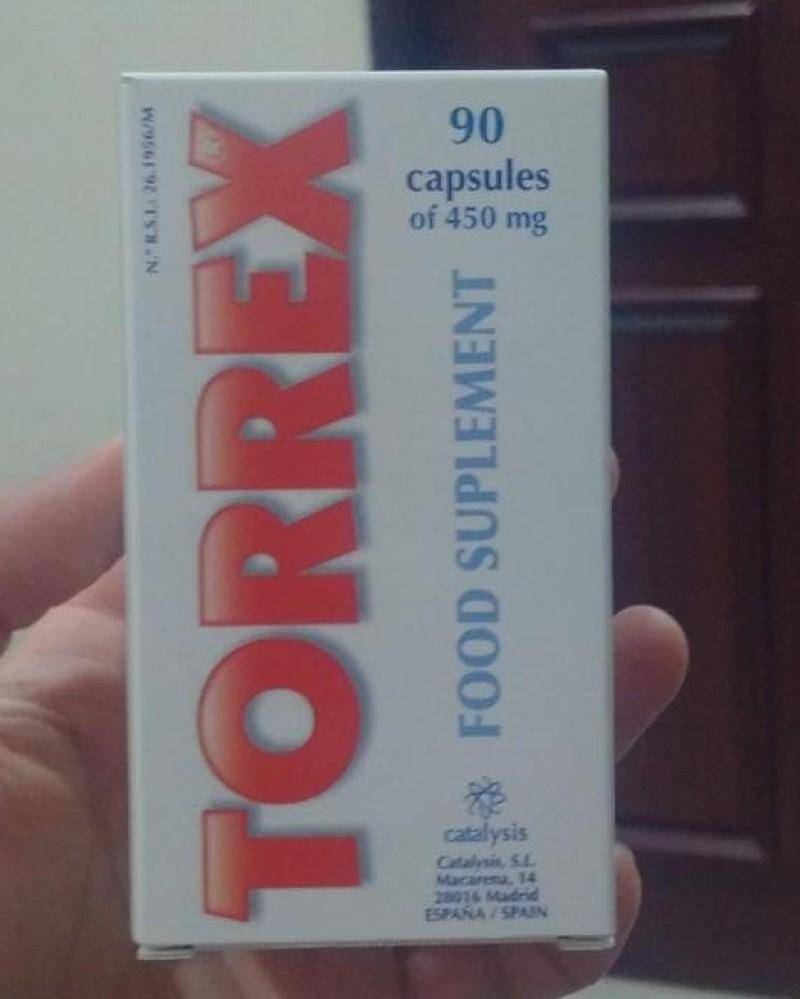 N.º R.S.I.: 26.1956/M
TORREX®
90
capsules
of 450 mg
FOOD SUPLEMENT
catalysis
Catalysis, S.L.
Macarena, 14
28016 Madrid
ESPAÑA / SPAIN